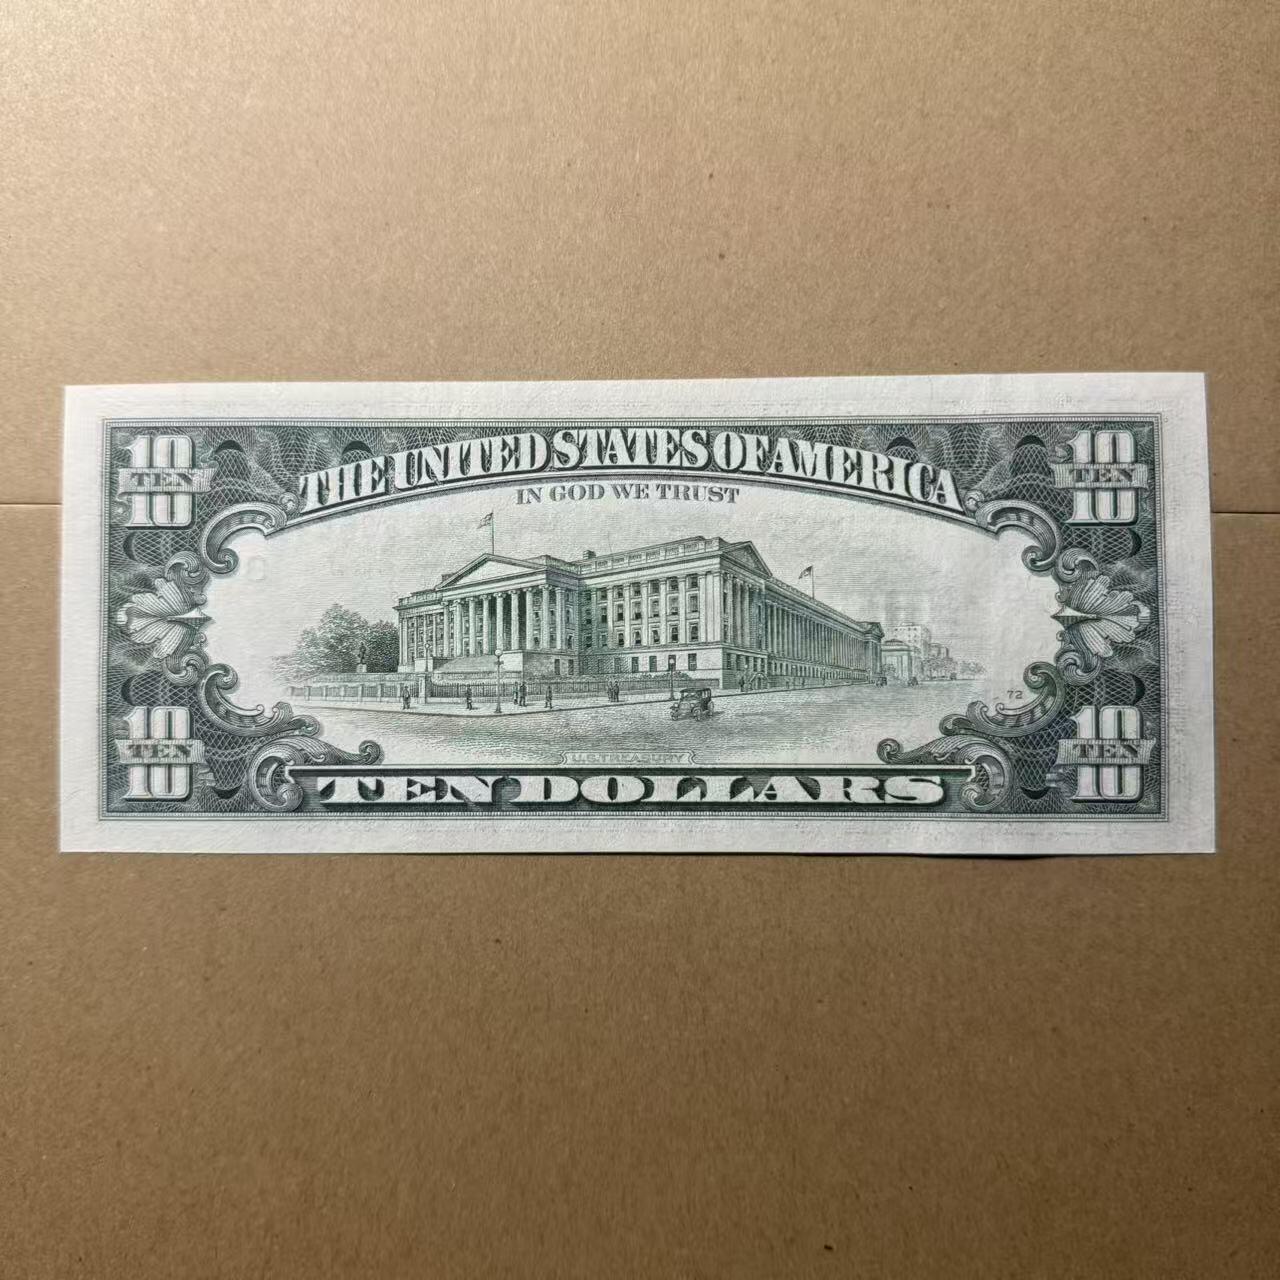 10 TEN 10
THE UNITED STATES OF AMERICA
10 TEN 10
IN GOD WE TRUST
72
10 TEN 10
U.S. TREASURY
10 TEN 10
TEN DOLLARS